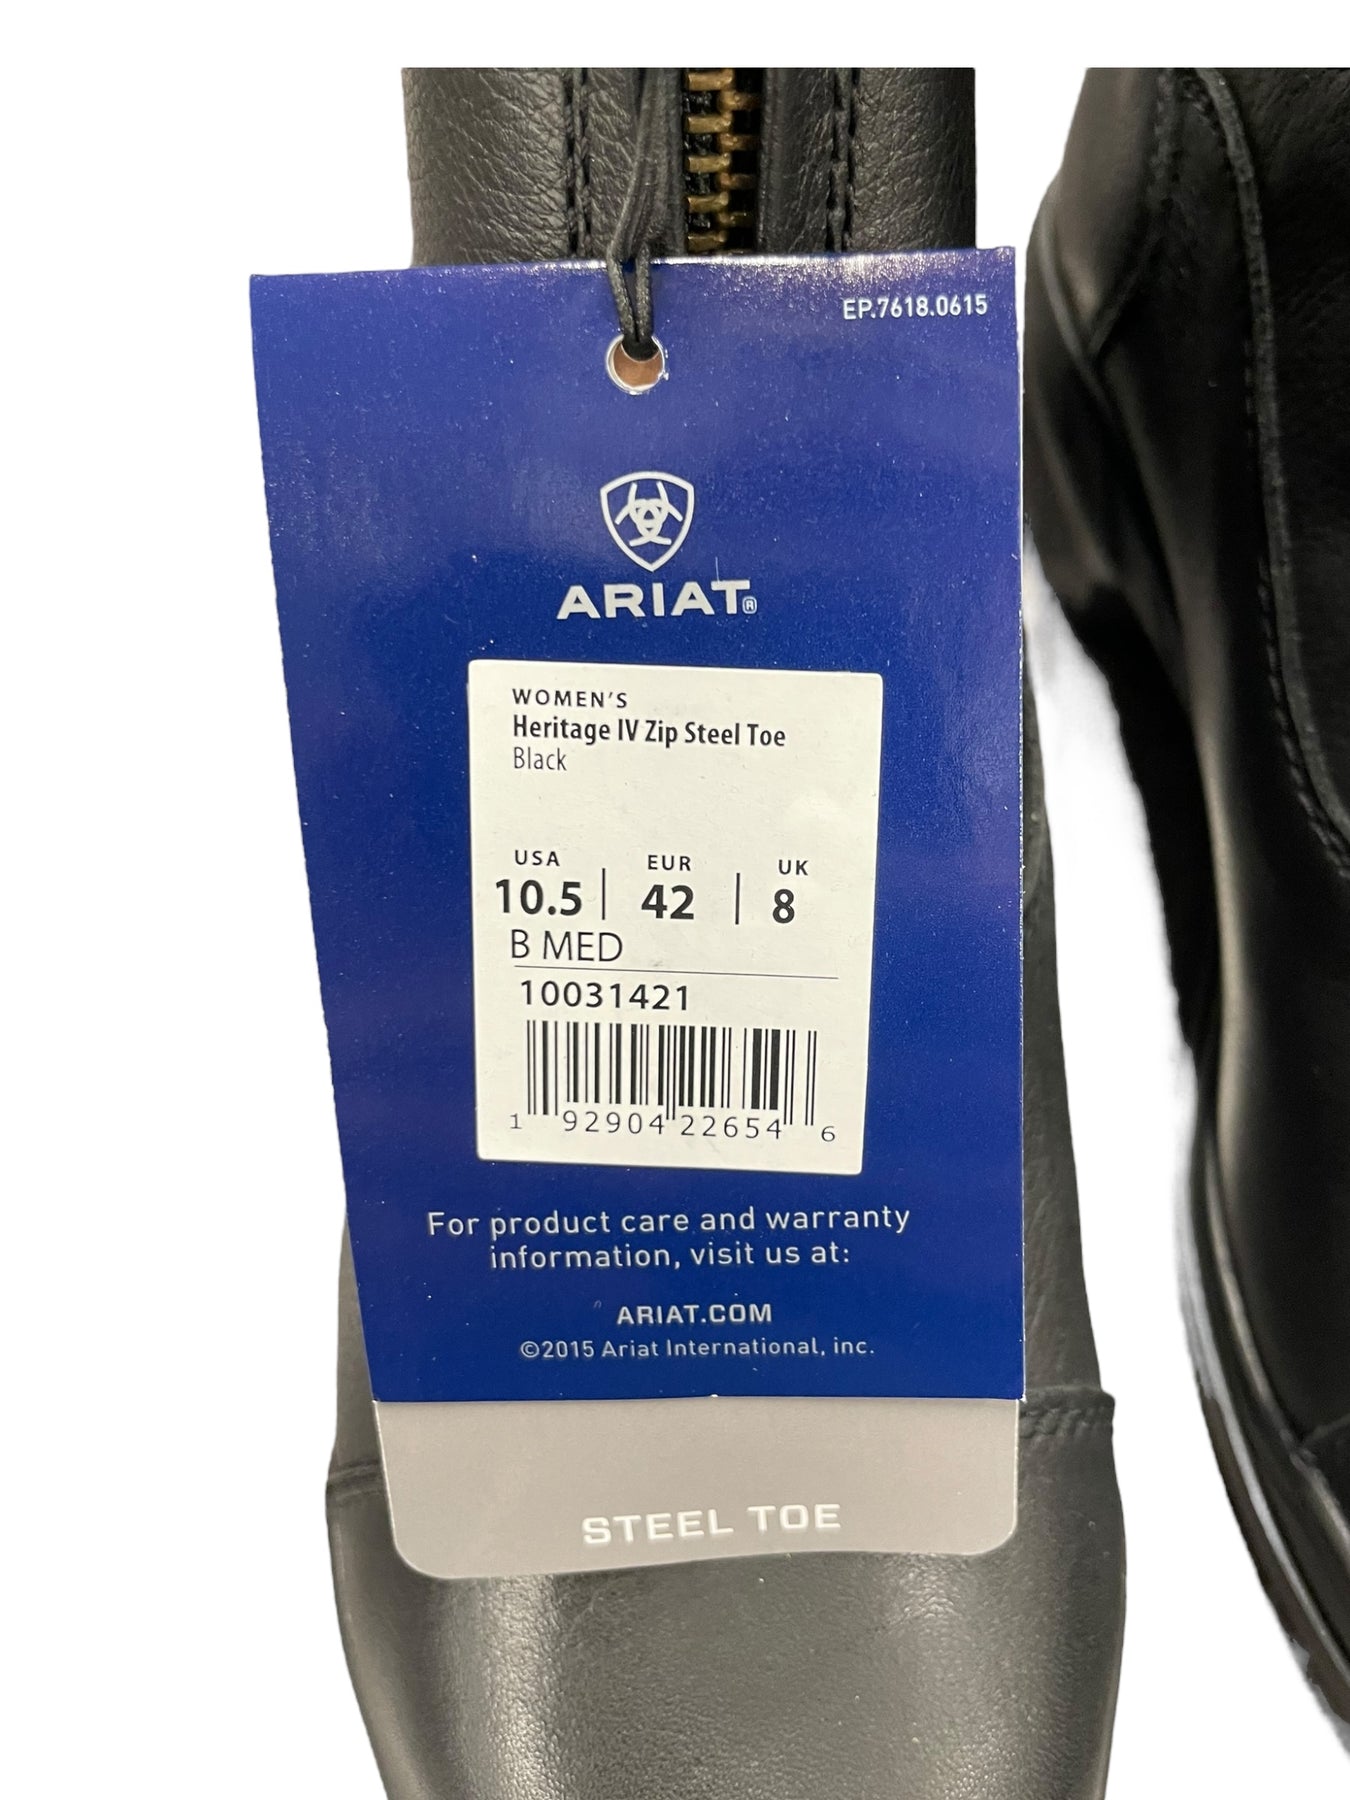 EP.7618.0615
ARIAT®
WOMEN'S
Heritage IV Zip Steel Toe
Black
USA EUR UK
10.5 | 42 | 8
B MED
10031421
1 92904 22654 6
For product care and warranty
information, visit us at:
ARIAT.COM
©2015 Ariat International, inc.
STEEL TOE